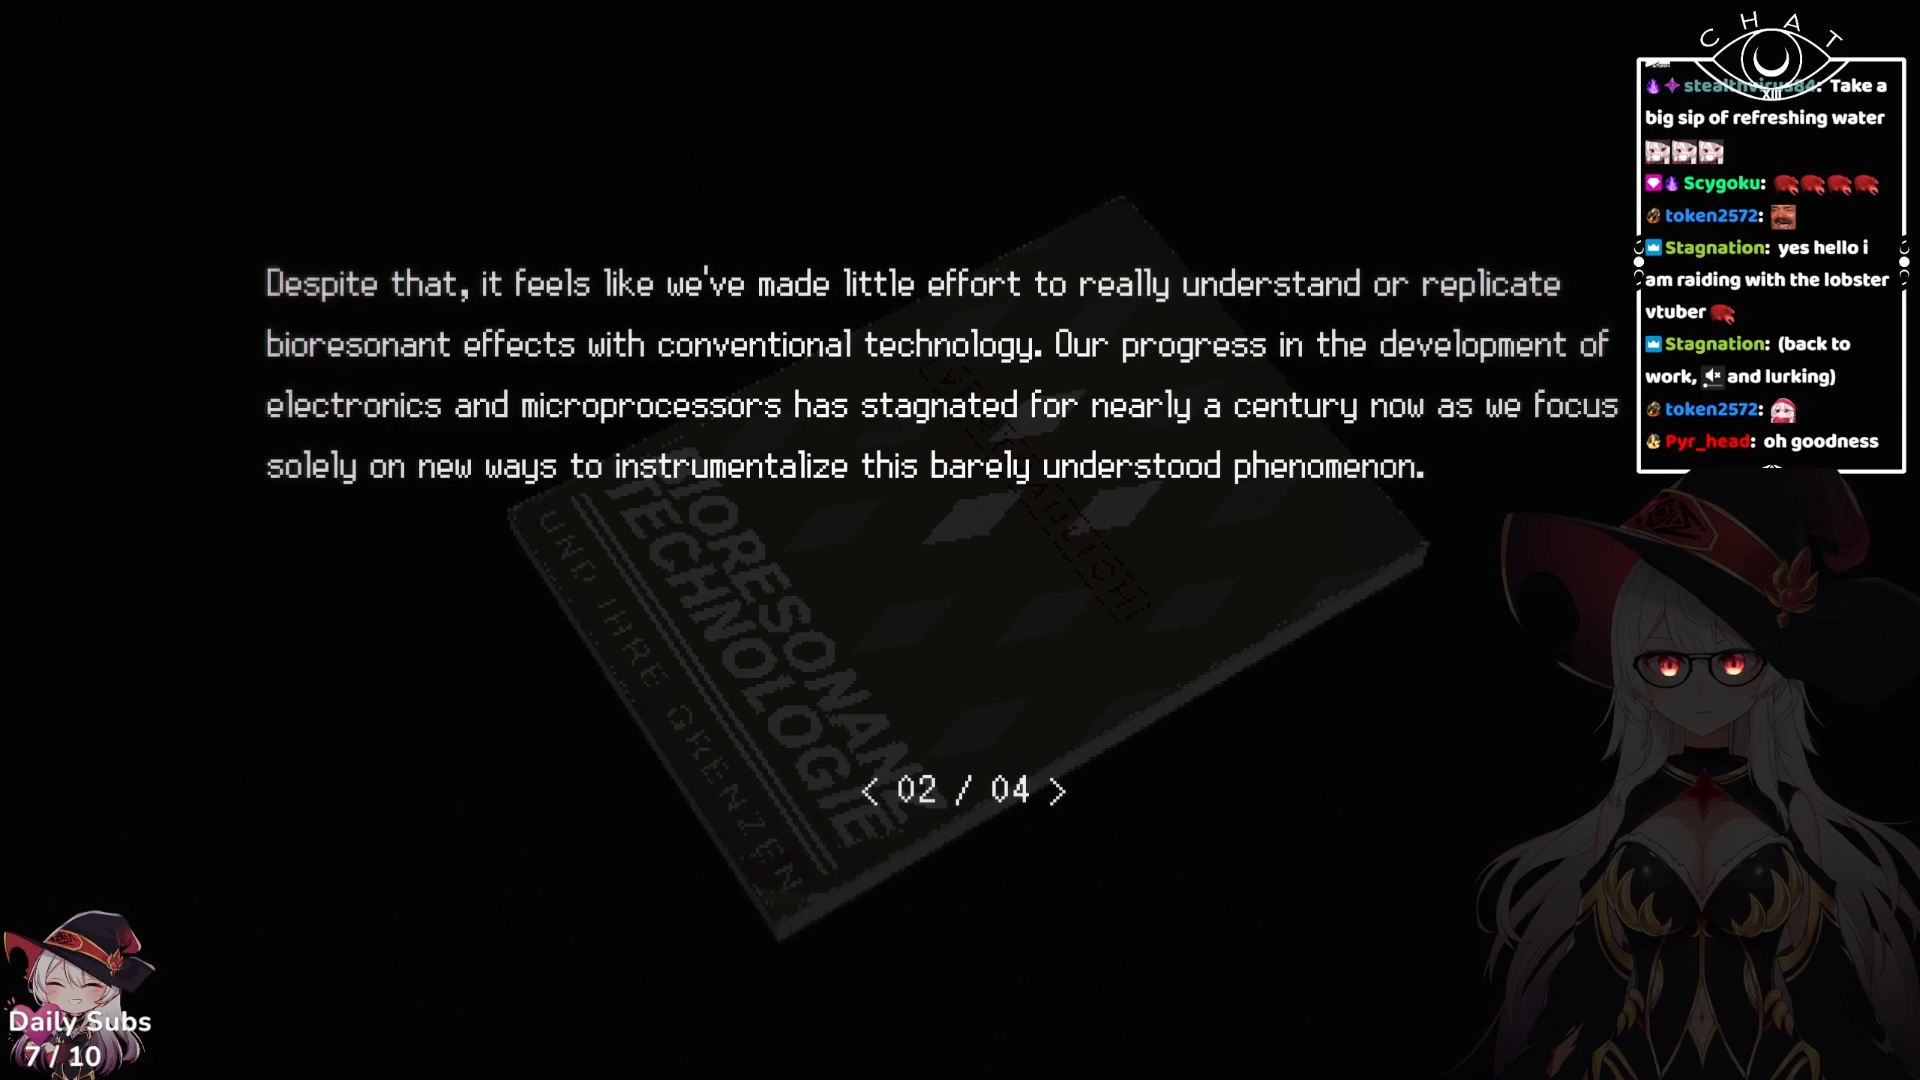 Despite that, it feels like we've made little effort to really understand or replicate
bioresonant effects with conventional technology. Our progress in the development of
electronics and microprocessors has stagnated for nearly a century now as we focus
solely on new ways to instrumentalize this barely understood phenomenon.
BIORESONANZ
TECHNOLOGIE
UND IHRE GRENZEN
< 02 / 04 >
CHAT
XIII
Take a
big sip of refreshing water
Scygoku:
token2572:
Stagnation: yes hello i
am raiding with the lobster
vtuber
Stagnation: (back to
work, and lurking)
token2572:
Pyr_head: oh goodness
Daily Subs
7 / 10